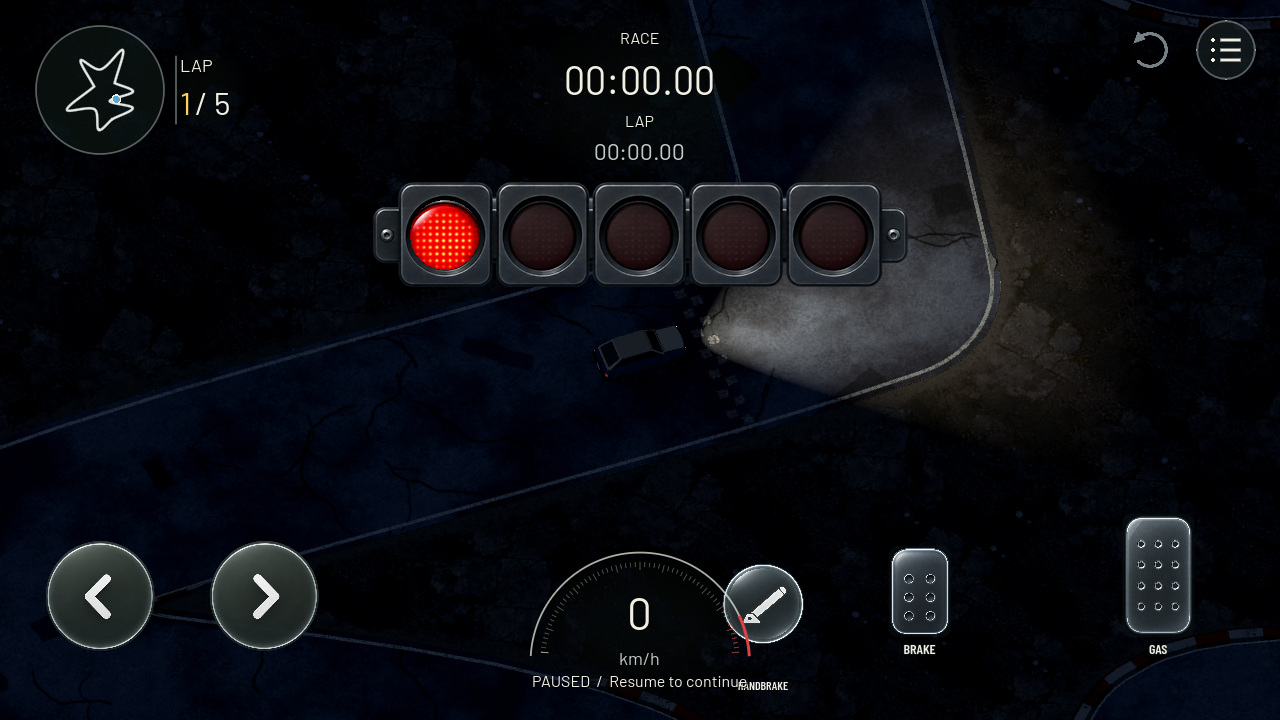 RACE
00:00.00
LAP
00:00.00
LAP
1/ 5
0
km/h
PAUSED / Resume to continue
HANDBRAKE
BRAKE
GAS